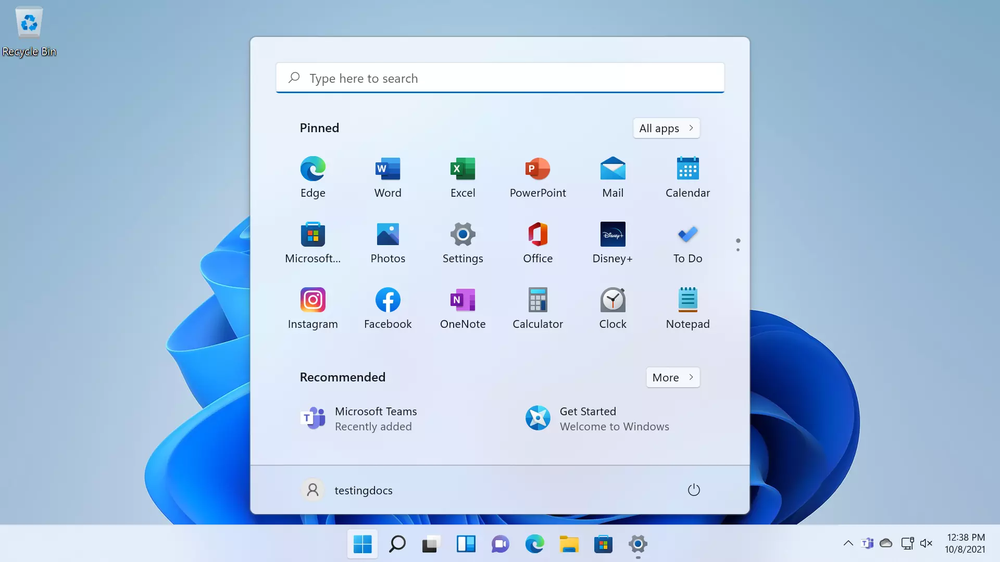 Recycle Bin
Type here to search
Pinned
All apps
Edge
Word
Excel
PowerPoint
Mail
Calendar
Microsoft...
Photos
Settings
Office
Disney+
To Do
Instagram
Facebook
OneNote
Calculator
Clock
Notepad
Recommended
More
Microsoft Teams
Recently added
Get Started
Welcome to Windows
testingdocs
12:38 PM
10/8/2021